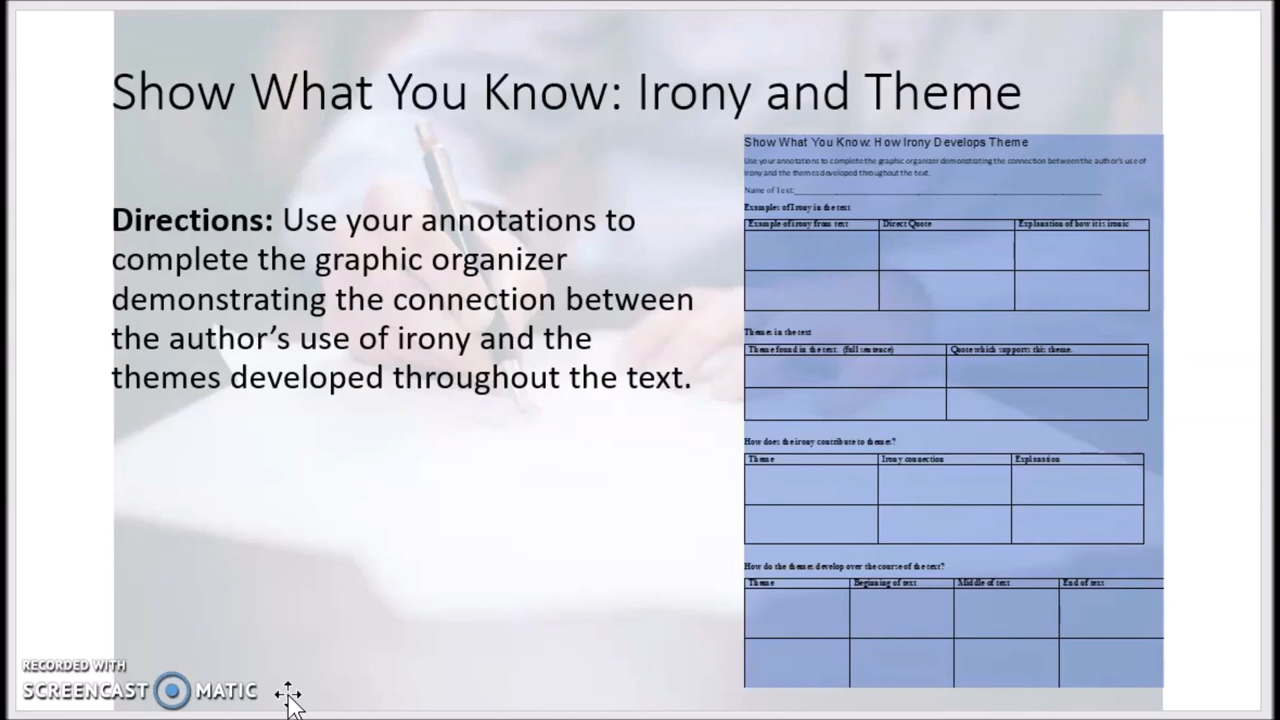 Show What You Know: Irony and Theme
Directions: Use your annotations to
complete the graphic organizer
demonstrating the connection between
the author’s use of irony and the
themes developed throughout the text.
Show What You Know: How Irony Develops Theme
Use your annotations to complete the graphic organizer demonstrating the connection between the author's use of
irony and the themes developed throughout the text.
Name of Text:
Examples of Irony in the text
Example of irony from text Direct Quote Explanation of how it is ironic
Themes in the text
Theme found in the text. (full sentence) Quote which supports this theme.
How does the irony contribute to themes?
Theme Irony connection Explanation
How do the themes develop over the course of the text?
Theme Beginning of text Middle of text End of text
RECORDED WITH
SCREENCAST MATIC